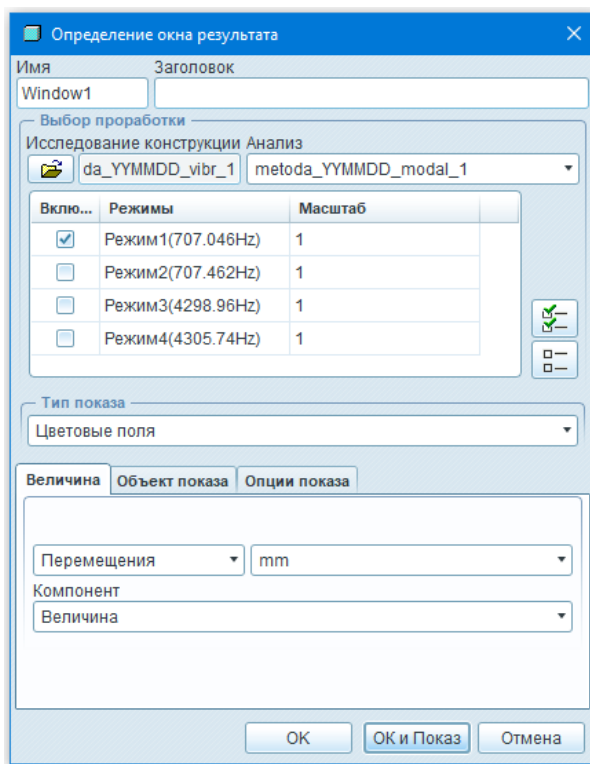 Определение окна результата
Имя Заголовок
Window1
Выбор проработки
Исследование конструкции Анализ
da_YYMMDD_vibr_1 metoda_YYMMDD_modal_1
Вклю... Режимы Масштаб
Режим1(707.046Hz) 1
Режим2(707.462Hz) 1
Режим3(4298.96Hz) 1
Режим4(4305.74Hz) 1
Тип показа
Цветовые поля
Величина Объект показа Опции показа
Перемещения mm
Компонент
Величина
OK ОК и Показ Отмена